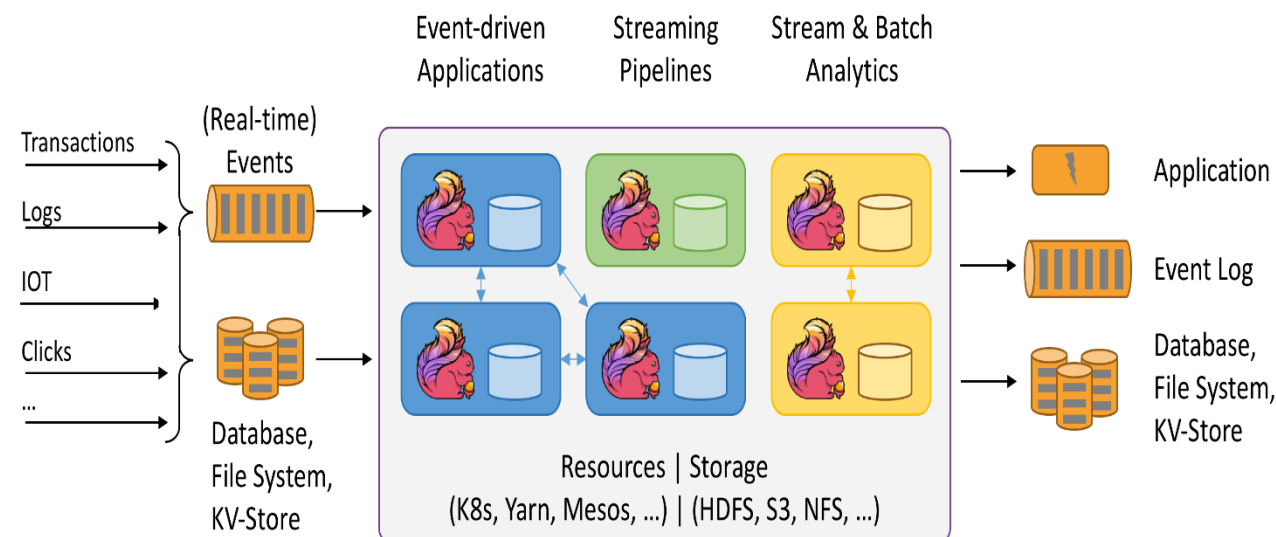 Event-driven
Applications
Streaming
Pipelines
Stream & Batch
Analytics
Transactions
Logs
IOT
Clicks
...
(Real-time)
Events
Database,
File System,
KV-Store
Resources | Storage
(K8s, Yarn, Mesos, ...) | (HDFS, S3, NFS, ...)
Application
Event Log
Database,
File System,
KV-Store